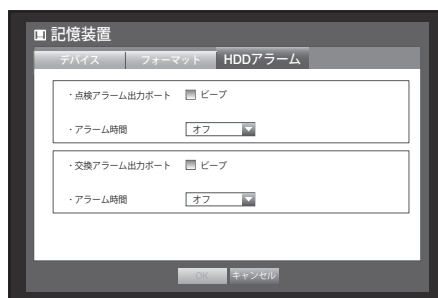 記憶装置
デバイス フォーマット HDDアラーム
・点検アラーム出力ポート ビープ
・アラーム時間 オフ
・交換アラーム出力ポート ビープ
・アラーム時間 オフ
OK キャンセル